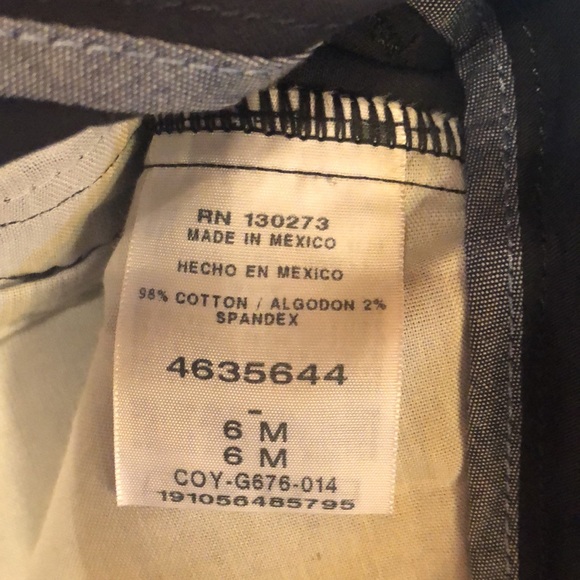 RN 130273
MADE IN MEXICO
HECHO EN MEXICO
98% COTTON / ALGODON 2%
SPANDEX
4635644
-
6 M
6 M
COY-G676-014
191056485795